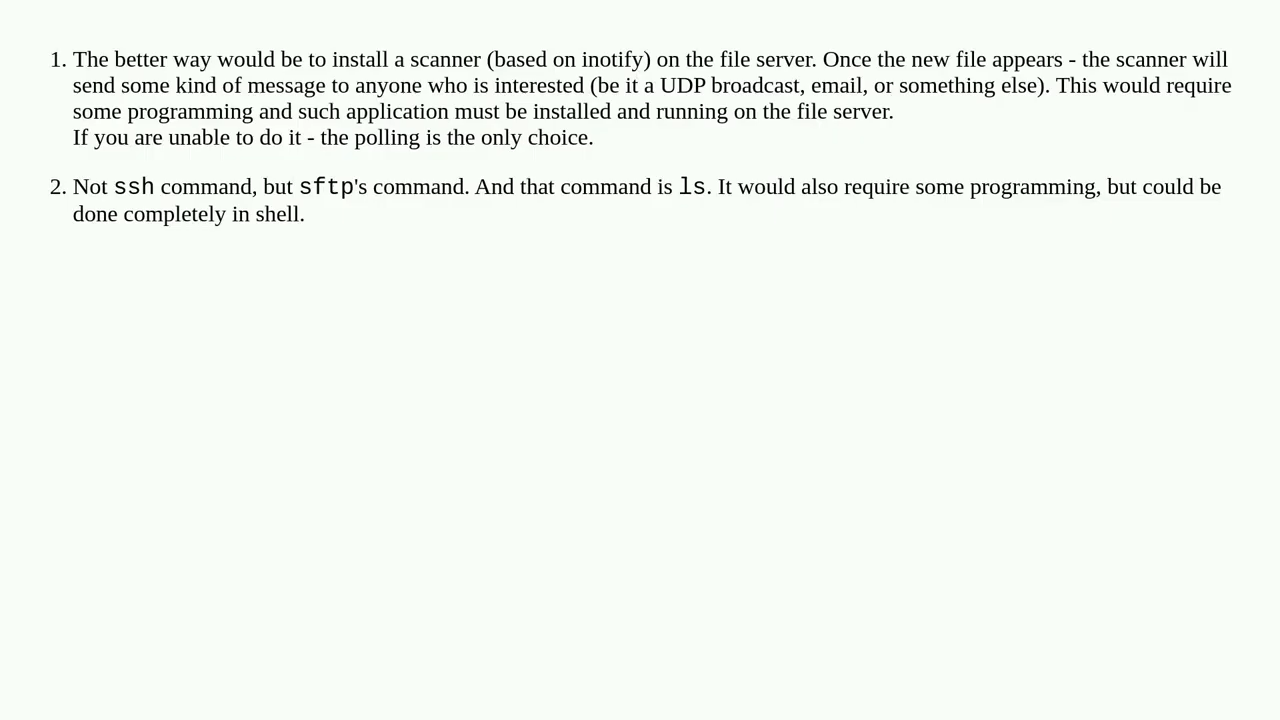 1. The better way would be to install a scanner (based on inotify) on the file server. Once the new file appears - the scanner will
send some kind of message to anyone who is interested (be it a UDP broadcast, email, or something else). This would require
some programming and such application must be installed and running on the file server.
If you are unable to do it - the polling is the only choice.
2. Not ssh command, but sftp's command. And that command is ls. It would also require some programming, but could be
done completely in shell.